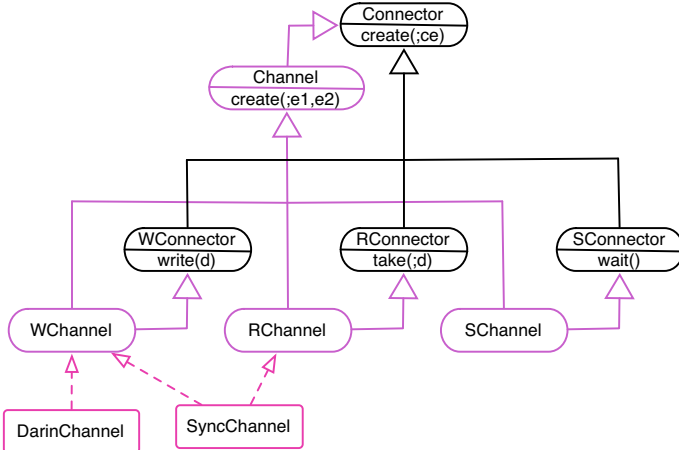 Connector
create(;ce)
Channel
create(;e1,e2)
WConnector
write(d)
RConnector
take(;d)
SConnector
wait()
WChannel
RChannel
SChannel
DarinChannel
SyncChannel